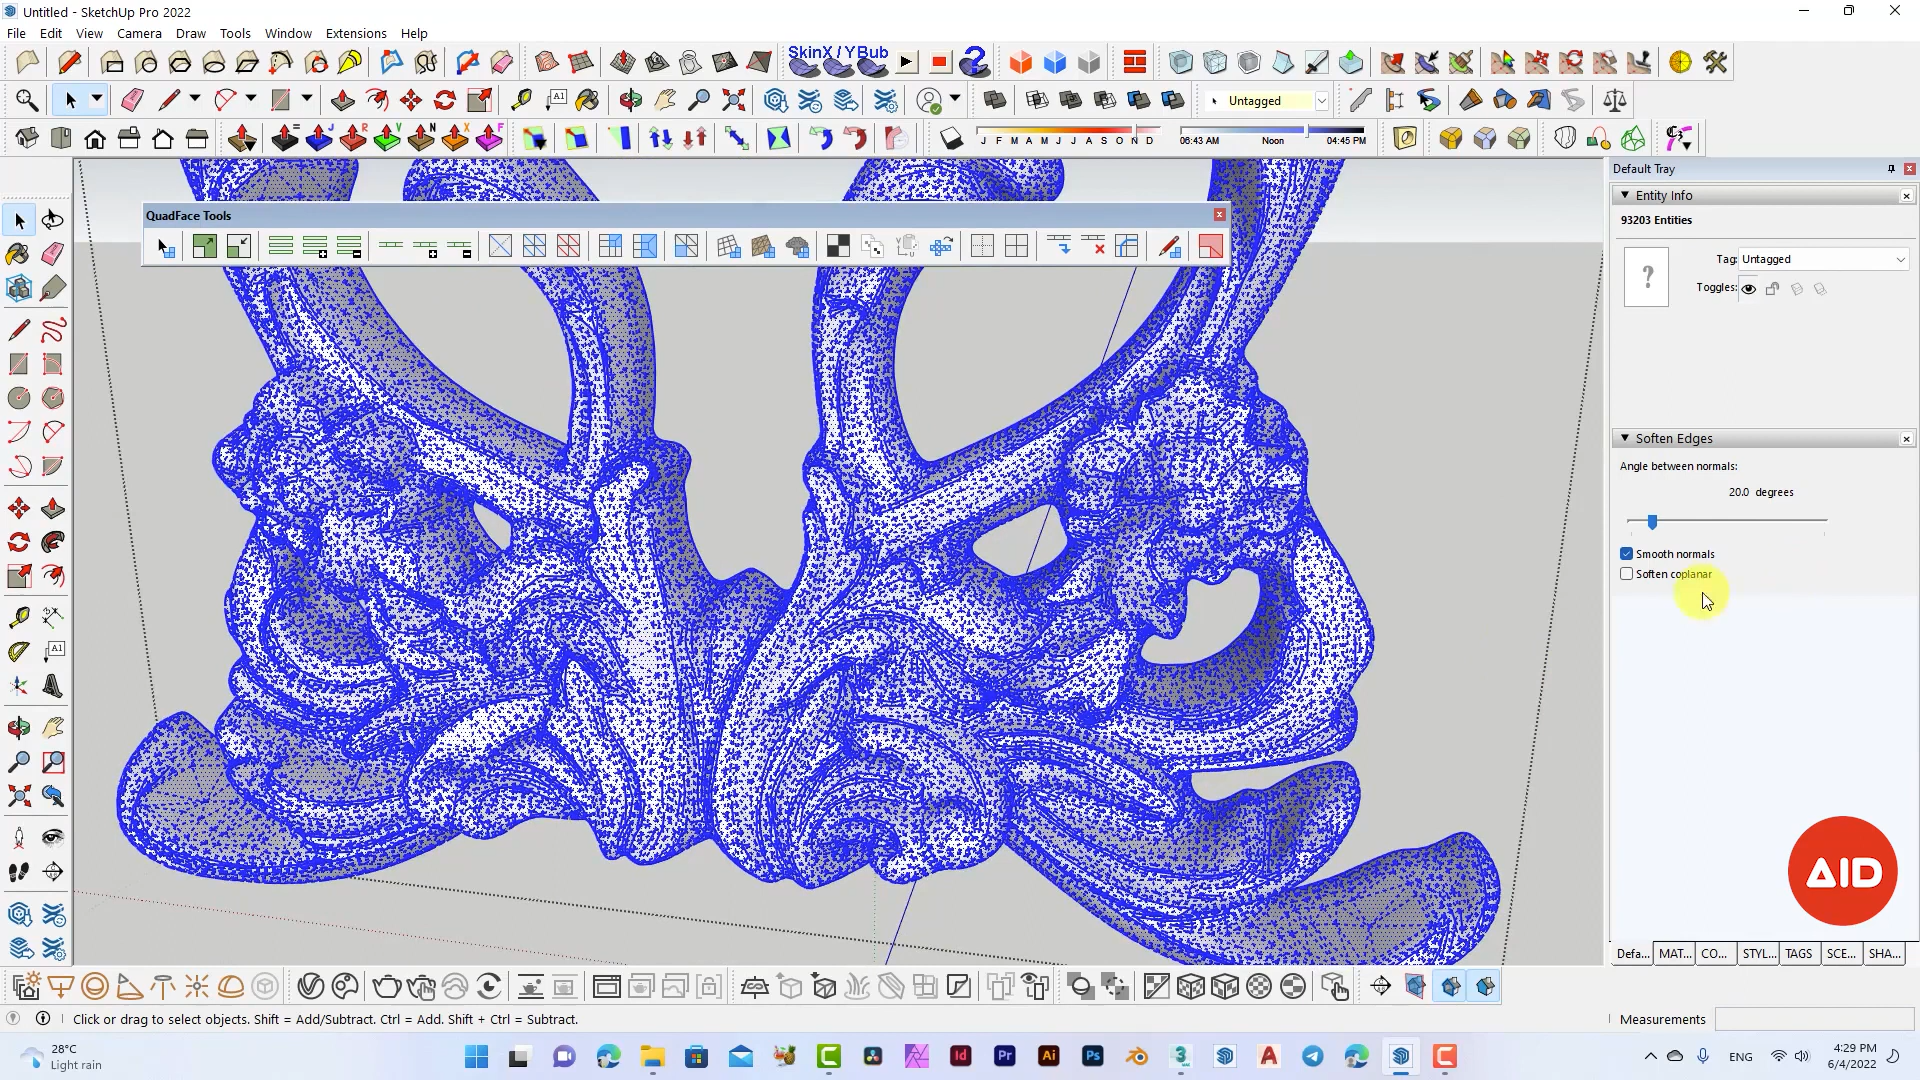 Untitled - SketchUp Pro 2022
File Edit View Camera Draw Tools Window Extensions Help
SkinX / YBub
Untagged
J F M A M J J A S O N D
06:43 AM Noon 04:45 PM
Default Tray
Entity Info
93203 Entities
Tag: Untagged
Toggles:
QuadFace Tools
Soften Edges
Angle between normals:
20.0 degrees
Smooth normals
Soften coplanar
AID
Defa... MAT... CO... STYL... TAGS SCE... SHA...
Click or drag to select objects. Shift = Add/Subtract. Ctrl = Add. Shift + Ctrl = Subtract.
Measurements
28°C
Light rain
ENG
4:29 PM
6/4/2022